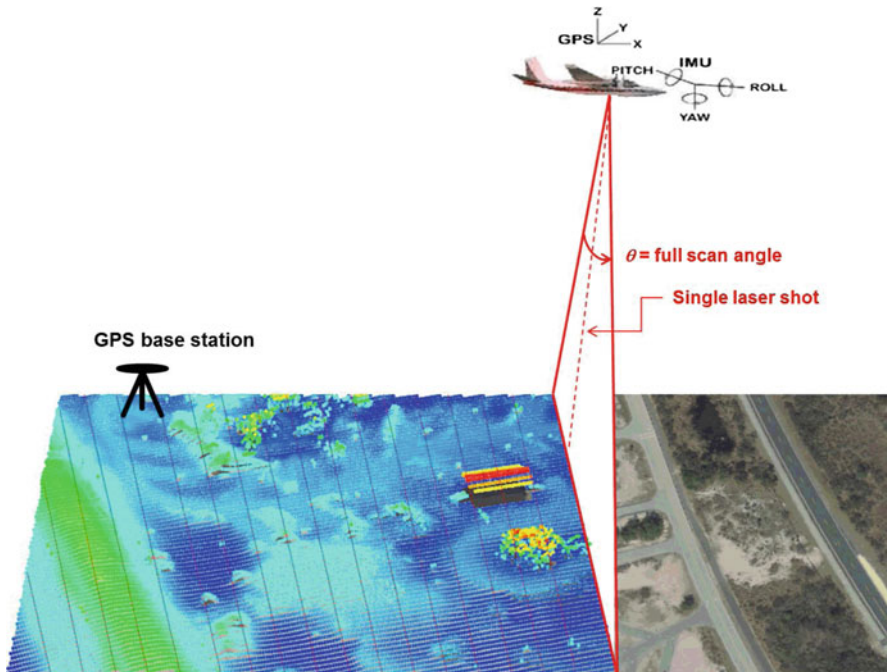 Z
Y
GPS
X
IMU
PITCH
ROLL
YAW
θ = full scan angle
Single laser shot
GPS base station